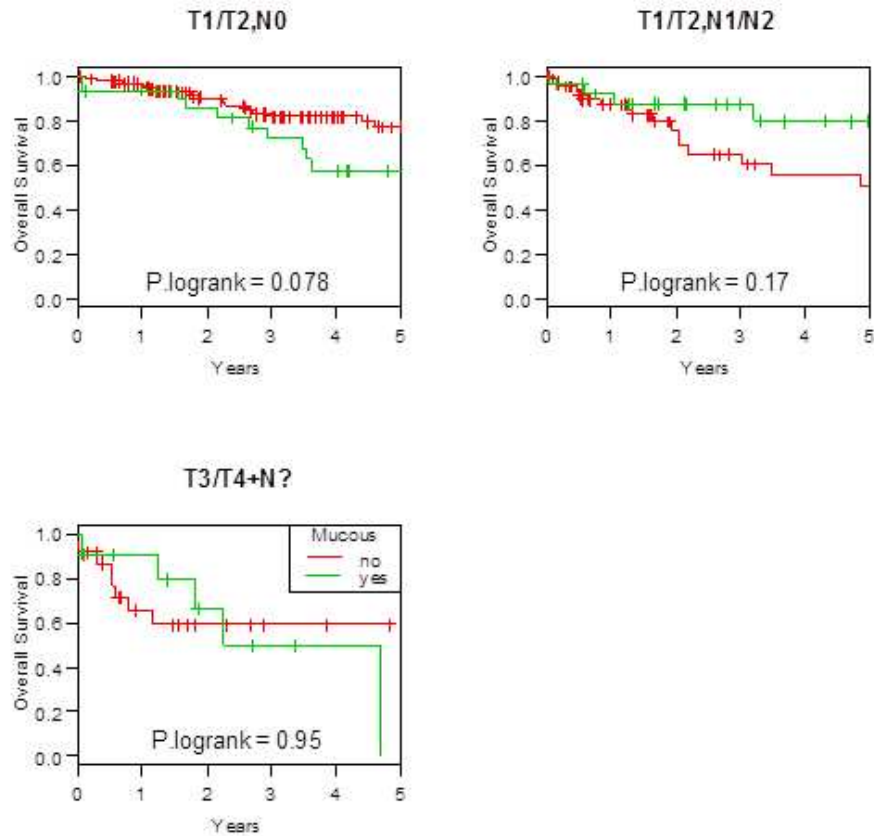 T1/T2,N0
1.0
0.8
0.6
0.4
0.2
0.0
Overall Survival
P.logrank = 0.078
0 1 2 3 4 5
Years
T1/T2,N1/N2
1.0
0.8
0.6
0.4
0.2
0.0
Overall Survival
P.logrank = 0.17
0 1 2 3 4 5
Years
T3/T4+N?
1.0
0.8
0.6
0.4
0.2
0.0
Overall Survival
Mucous
no
yes
P.logrank = 0.95
0 1 2 3 4 5
Years